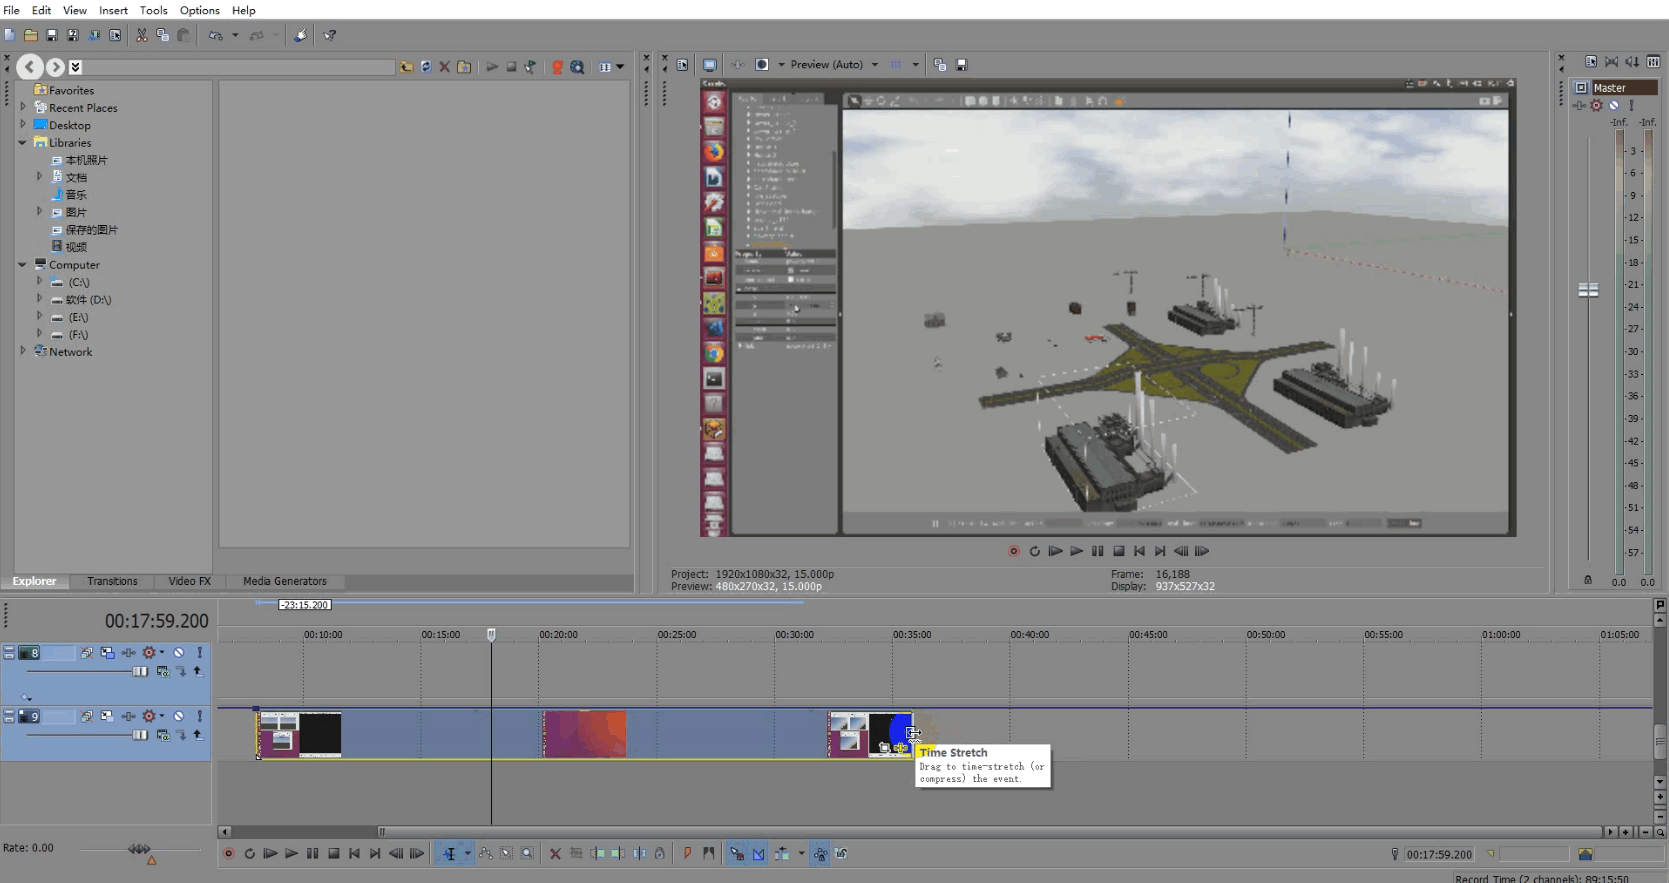 File Edit View Insert Tools Options Help
Preview (Auto)
Favorites
Recent Places
Desktop
Libraries
本机照片
文档
音乐
图片
保存的图片
视频
Computer
(C:\)
软件 (D:\)
(E:\)
(F:\)
Network
Explorer Transitions Video FX Media Generators
Project: 1920x1080x32, 15.000p
Preview: 480x270x32, 15.000p
Frame: 16,188
Display: 937x527x32
Master
-Inf. -Inf.
- 3 -
- 6 -
- 9 -
-12-
-15-
-18-
-21-
-24-
-27-
-30-
-33-
-36-
-39-
-42-
-45-
-48-
-51-
-54-
-57-
0.0 0.0
-23:15.200
00:17:59.200
00:10:00 00:15:00 00:20:00 00:25:00 00:30:00 00:35:00 00:40:00 00:45:00 00:50:00 00:55:00 01:00:00 01:05:00
8
9
Time Stretch
Drag to time-stretch (or
compress) the event.
Rate: 0.00
00:17:59.200
Record Time (2 channels): 89:15:50